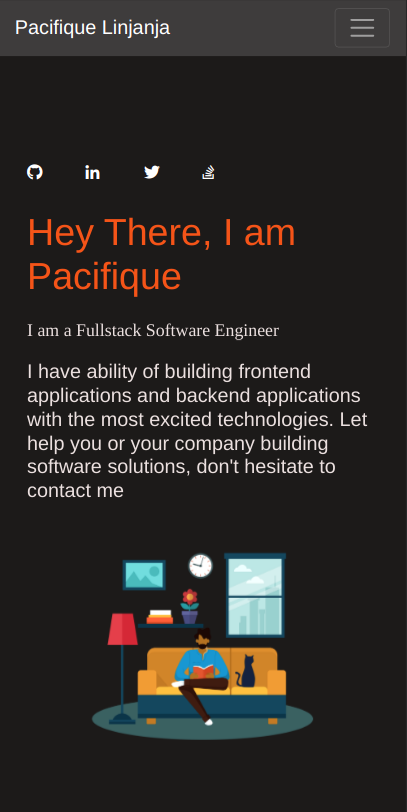 Pacifique Linjanja
Hey There, I am
Pacifique
I am a Fullstack Software Engineer
I have ability of building frontend
applications and backend applications
with the most excited technologies. Let
help you or your company building
software solutions, don't hesitate to
contact me